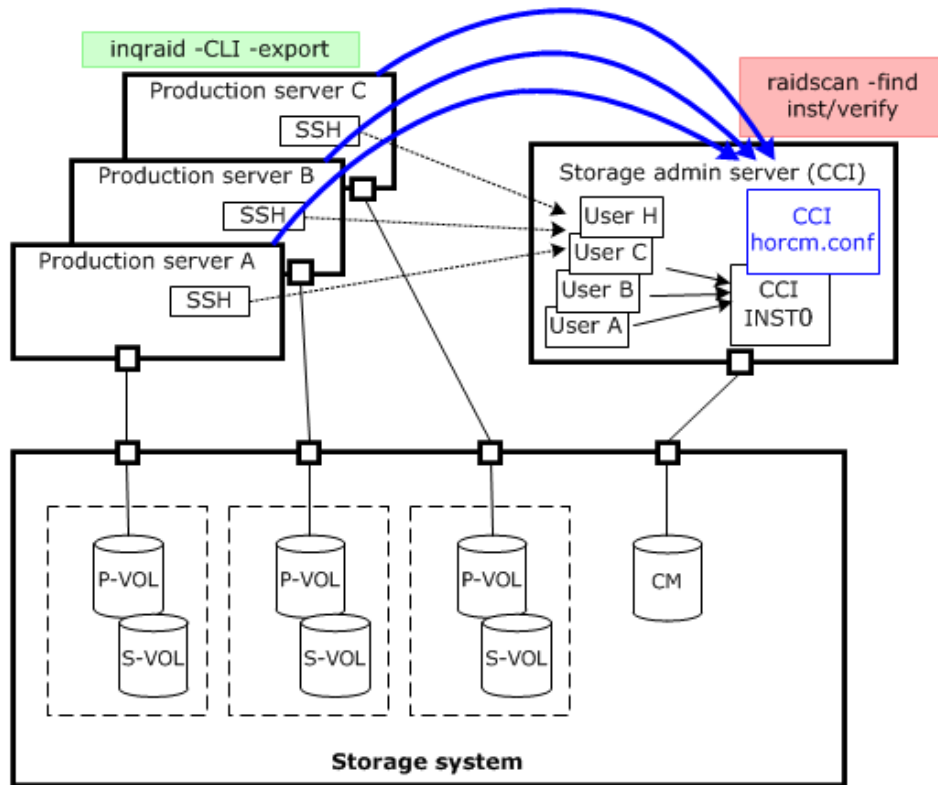 inqraid -CLI -export
raidscan -find
inst/verify
Production server C
SSH
Production server B
SSH
Production server A
SSH
Storage admin server (CCI)
User H
User C
User B
User A
CCI
horcm.conf
CCI
INST0
P-VOL
S-VOL
P-VOL
S-VOL
P-VOL
S-VOL
CM
Storage system